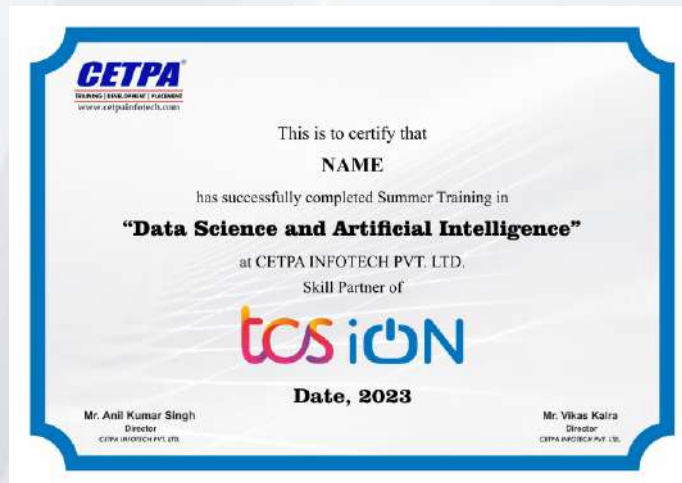 CETPA
TRAINING | DEVELOPMENT | PLACEMENT
www.cetpainfotech.com
This is to certify that
NAME
has successfully completed Summer Training in
“Data Science and Artificial Intelligence”
at CETPA INFOTECH PVT. LTD.
Skill Partner of
tcs iON
Date, 2023
Mr. Anil Kumar Singh
Director
CETPA INFOTECH PVT. LTD.
Mr. Vikas Kalra
Director
CETPA INFOTECH PVT. LTD.